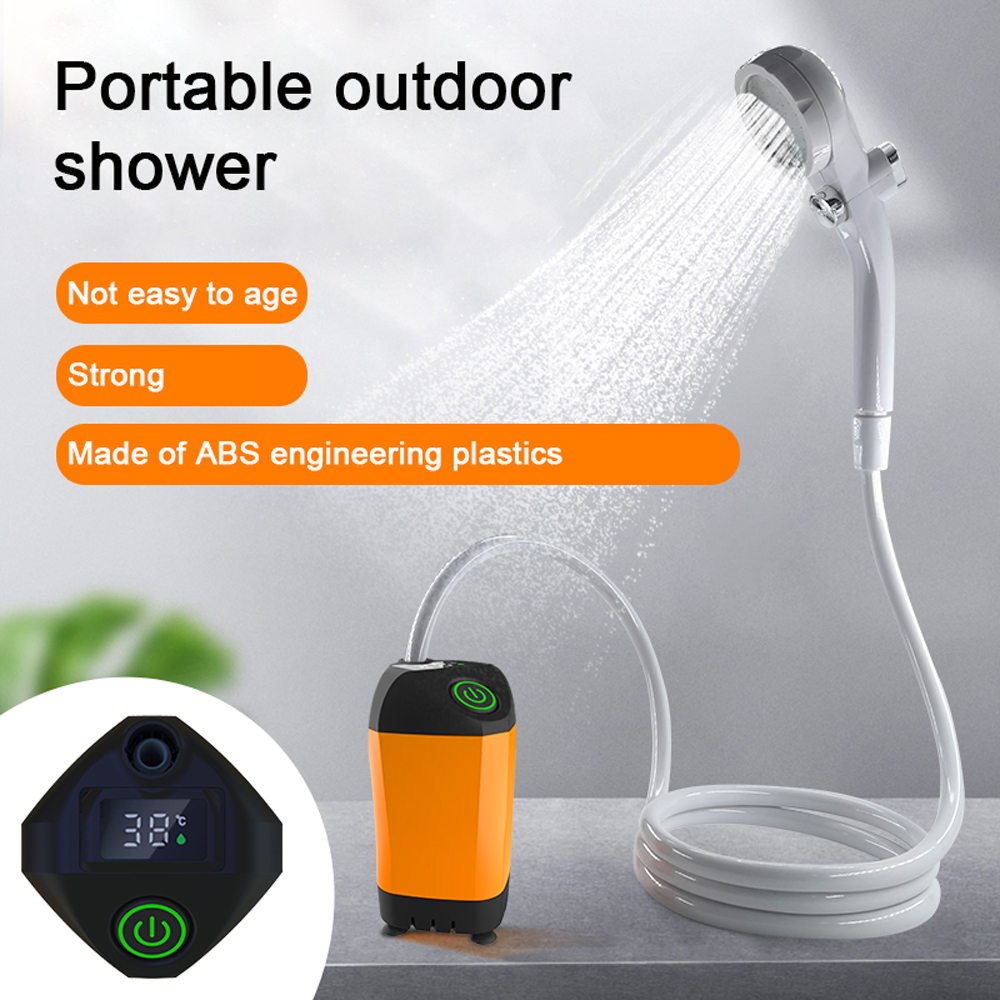 Portable outdoor
shower
Not easy to age
Strong
Made of ABS engineering plastics
38 °C